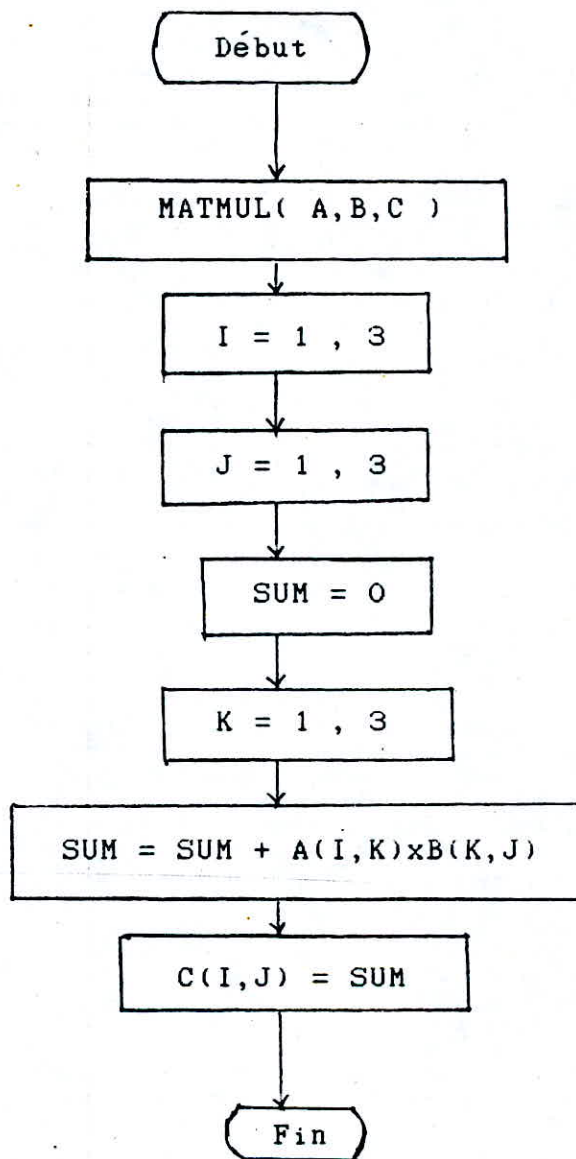 Début
MATMUL( A,B,C )
I = 1 , 3
J = 1 , 3
SUM = 0
K = 1 , 3
SUM = SUM + A(I,K)xB(K,J)
C(I,J) = SUM
Fin